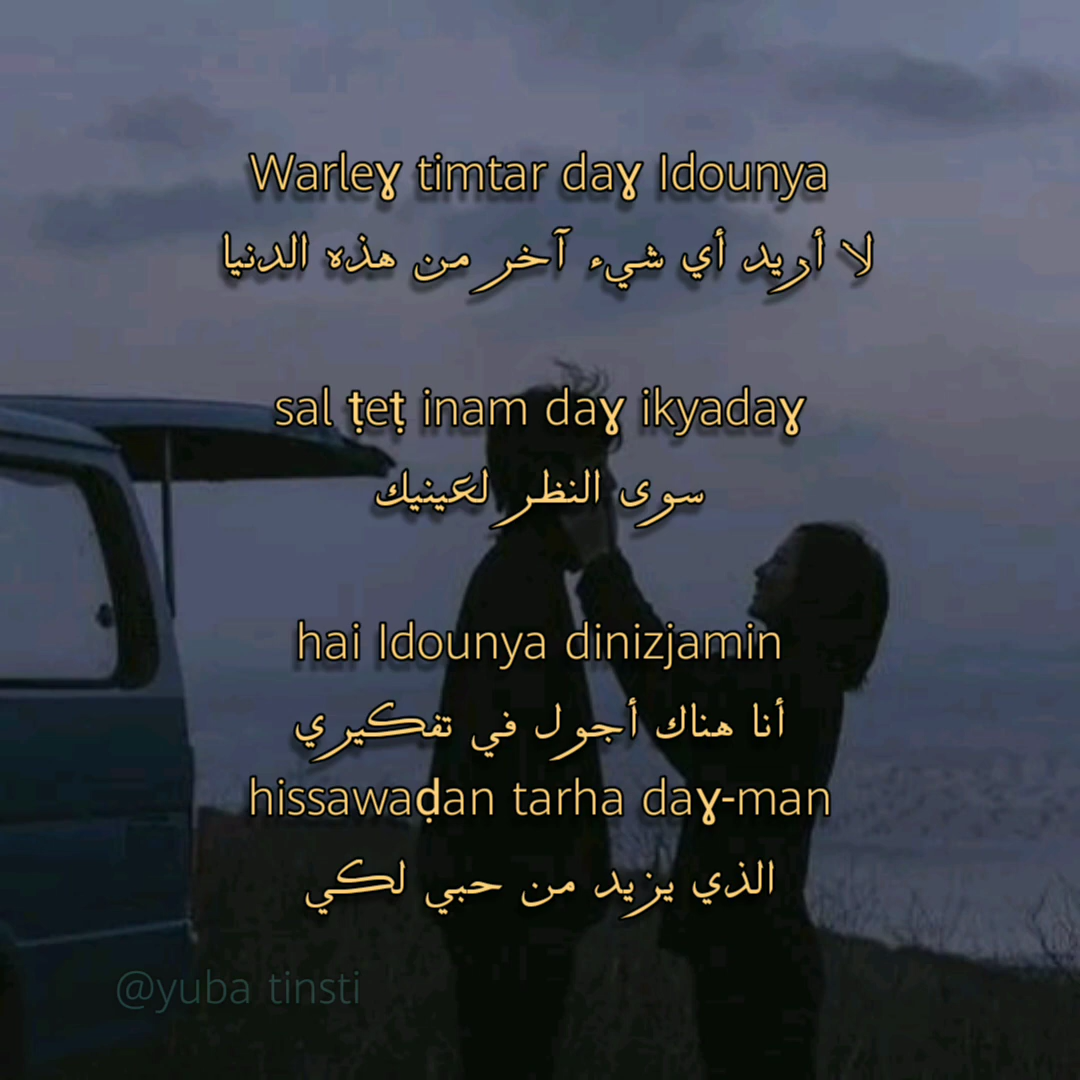 Warleɣ timtar daɣ Idounya
لا أريد أي شيء آخر من هذه الدنيا
sal ṭeṭ inam daɣ ikyadaɣ
سوى النظر لعينيك
hai Idounya dinizjamin
أنا هناك أجول في تفكيري
hissawaḍan tarha daɣ-man
الذي يزيد من حبي لكي
@yuba tinsti